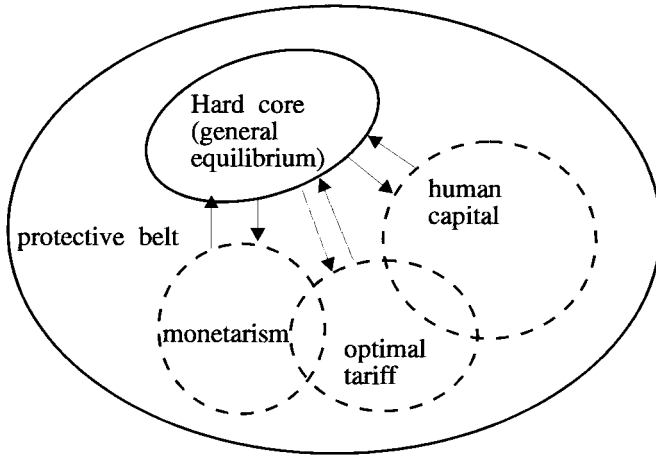 Hard core
(general
equilibrium)
human
capital
protective belt
monetarism
optimal
tariff